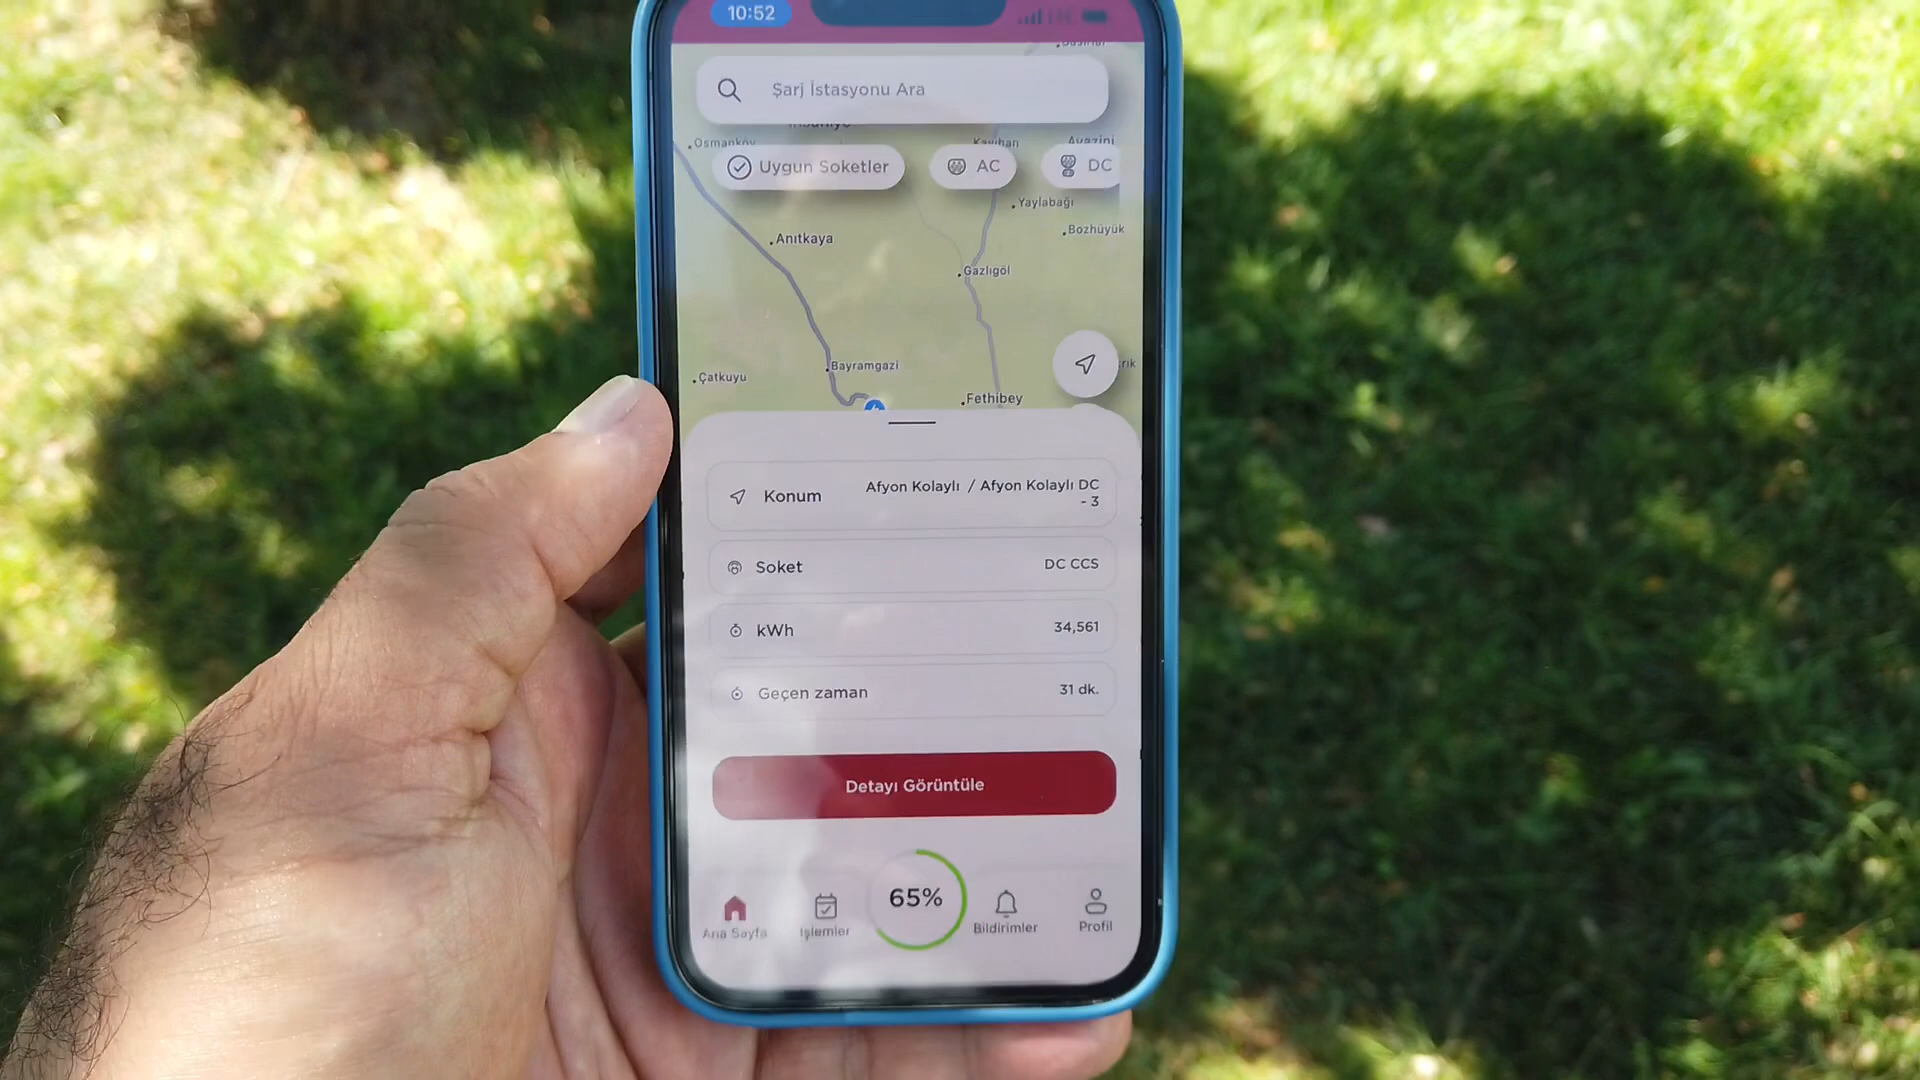 10:52
Şarj İstasyonu Ara
Osmanköy
Kayıhan
Ayazini
Uygun Soketler
AC
DC
Yaylabağı
Anıtkaya
Bozhüyük
Gazlıgöl
Bayramgazi
Çatkuyu
Fethibey
Konum
Afyon Kolaylı / Afyon Kolaylı DC
- 3
Soket
DC CCS
kWh
34,561
Geçen zaman
31 dk.
Detayı Görüntüle
65%
Ana Sayfa
İşlemler
Bildirimler
Profil